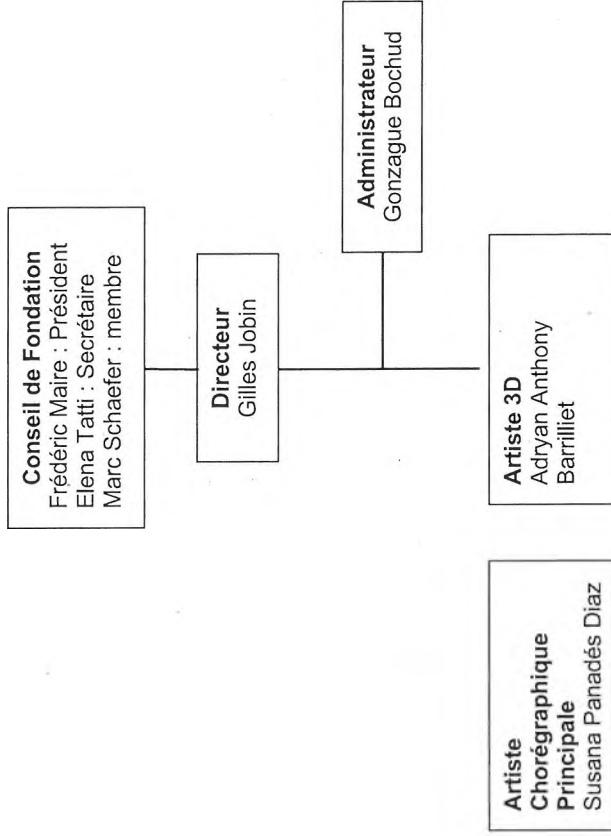 Conseil de Fondation
Frédéric Maire : Président
Elena Tatti : Secrétaire
Marc Schaefer : membre
Directeur
Gilles Jobin
Administrateur
Gonzague Bochud
Artiste
Chorégraphique
Principale
Susana Panadés Diaz
Artiste 3D
Adryan Anthony
Barrilliet